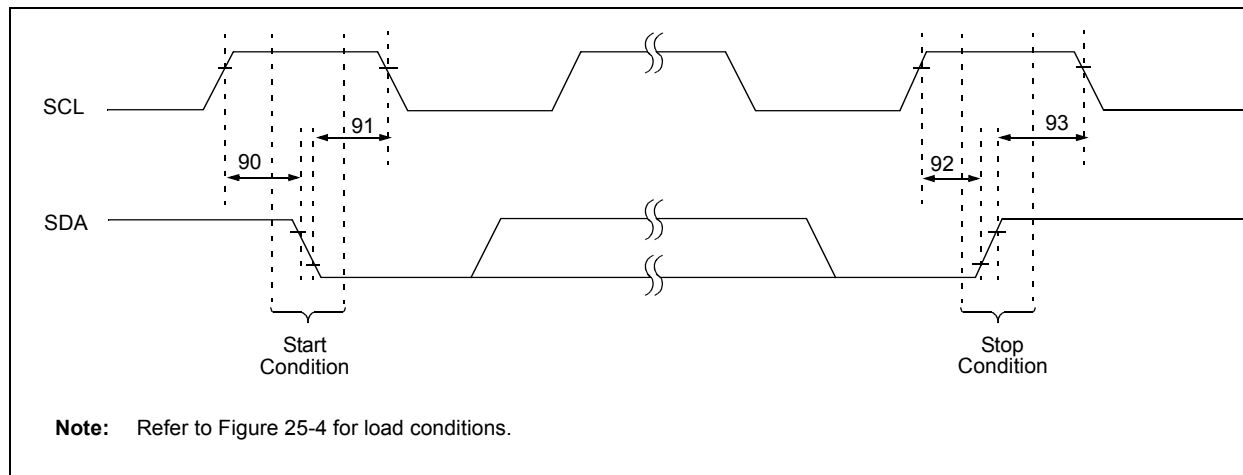 SCL
91
93
90
92
SDA
Start
Condition
Stop
Condition
Note: Refer to Figure 25-4 for load conditions.